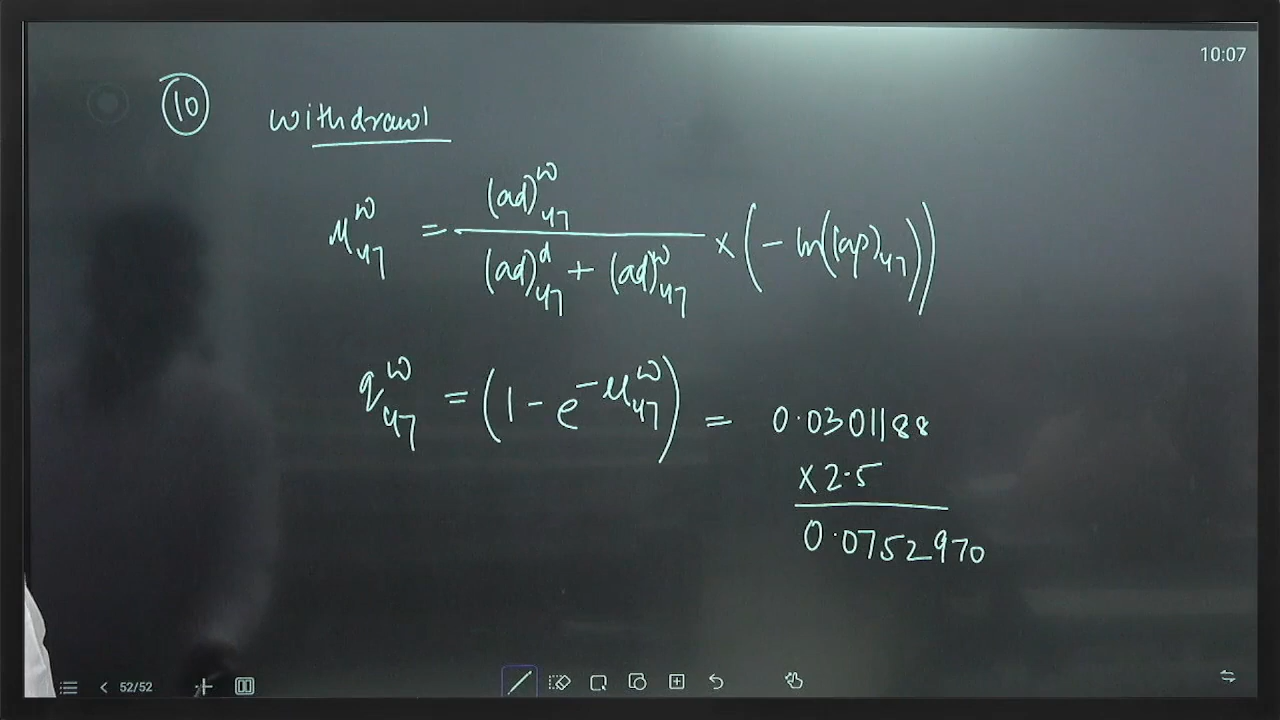 10:07
(10) withdrawl
μ^w_47 = (ad)^w_47 / ((ad)^d_47 + (ad)^w_47) × (- ln((ap)_47))
q^w_47 = (1 - e^{-μ^w_47}) = 0.0301188
× 2.5
0.0752970
52/52